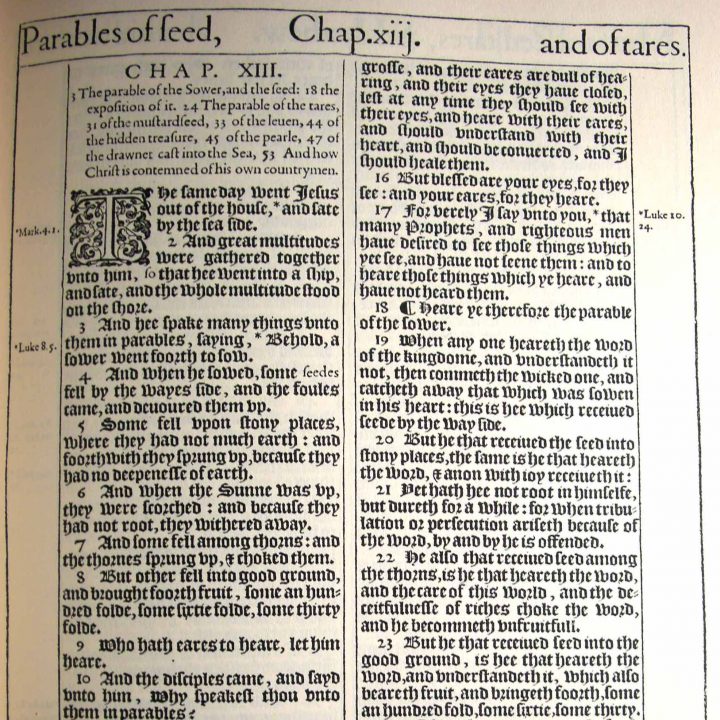 Parables of seed, Chap.xiij. and of tares.
CHAP. XIII.
3 The parable of the Sower, and the seed: 18 the
exposition of it. 24 The parable of the tares,
31 of the mustard seed, 33 of the leuen, 44 of
the hidden treasure, 45 of the pearle, 47 of
the drawnet cast into the Sea, 53 And how
Christ is contemned of his own countrymen.
The same day went Iesus
out of the house, * and sate
by the sea side.
*Mark.4.1.
2 And great multitudes
were gathered together
vnto him, so that hee went into a ship,
and sate, and the whole multitude stood
on the shore.
3 And hee spake many things vnto
them in parables, saying, * Behold, a
sower went foorth to sow.
*Luke 8.5.
4 And when he sowed, some seedes
fell by the wayes side, and the foules
came, and deuoured them vp.
5 Some fell vpon stony places,
where they had not much earth: and
foorthwith they sprung vp, because they
had no deepenesse of earth.
6 And when the Sunne was vp,
they were scorched: and because they
had not root, they withered away.
7 And some fell among thorns: and
the thornes sprung vp, & choked them.
8 But other fell into good ground,
and brought foorth fruit, some an hun-
dred folde, some sixtie folde, some thirty
folde.
9 Who hath eares to heare, let him
heare.
10 And the disciples came, and sayd
vnto him, Why speakest thou vnto
them in parables?
grosse, and their eares are dull of hea-
ring, and their eyes they haue closed,
lest at any time they should see with
their eyes, and heare with their eares,
and should vnderstand with their
heart, and should be conuerted, and I
should heale them.
16 But blessed are your eyes, for they
see: and your eares, for they heare.
17 For verely I say vnto you, * that
many Prophets, and righteous men
haue desired to see those things which
yee see, and haue not seene them: and to
heare those things which ye heare, and
haue not heard them.
*Luke 10.
24.
18 ¶ Heare ye therefore the parable
of the sower.
19 When any one heareth the word
of the kingdome, and vnderstandeth it
not, then commeth the wicked one, and
catcheth away that which was sowen
in his heart: this is hee which receiued
seede by the way side.
20 But he that receiued the seed into
stony places, the same is he that heareth
the word, & anon with ioy receiueth it:
21 Yet hath hee not root in himselfe,
but dureth for a while: for when tribu-
lation or persecution ariseth because of
the word, by and by he is offended.
22 He also that receiued seed among
the thorns, is he that heareth the word,
and the care of this world, and the de-
ceitfulnesse of riches choke the word,
and he becommeth vnfruitfull.
23 But he that receiued seed into the
good ground, is hee that heareth the
word, and vnderstandeth it, which also
beareth fruit, and bringeth foorth, some
an hundred fold, some sixtie, some thirty.